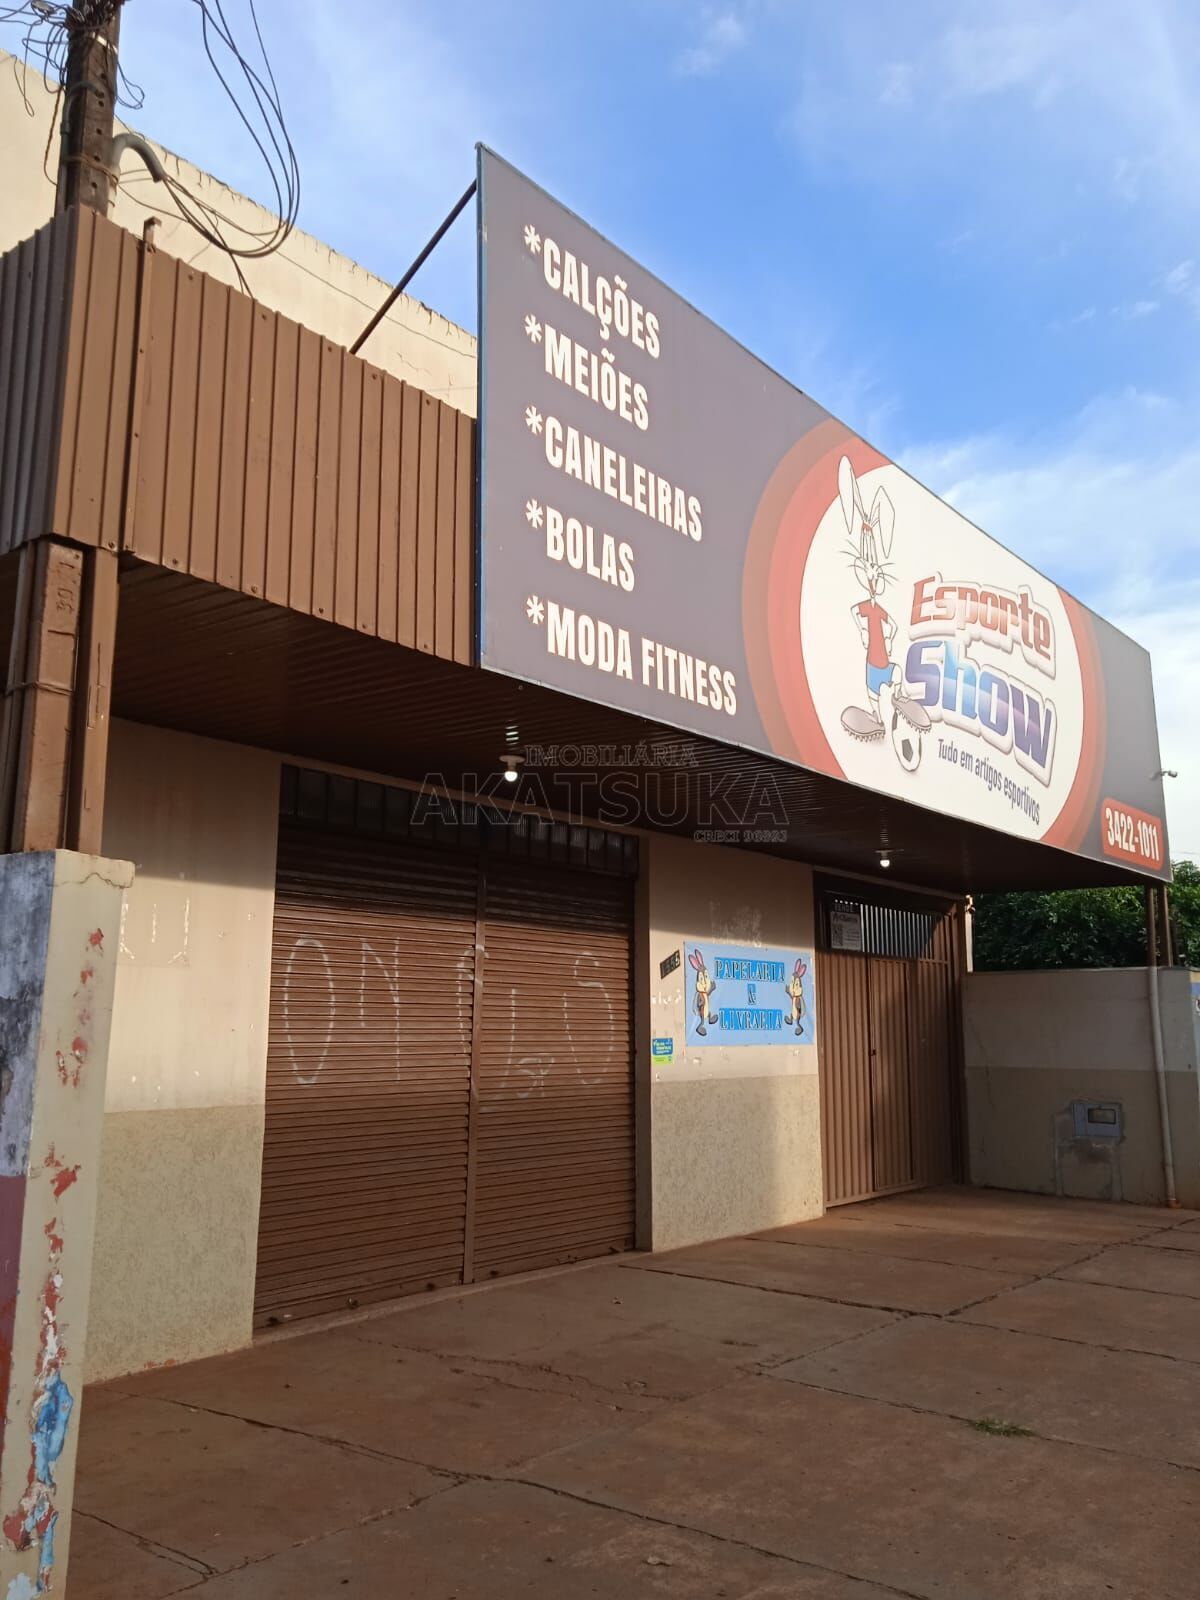 *CALÇÕES
*MEIÕES
*CANELEIRAS
*BOLAS
*MODA FITNESS
Esporte
Show
Tudo em artigos esportivos
3422-1011
IMOBILIÁRIA
AKATSUKA
PAPELARIA
&
LIVRARIA